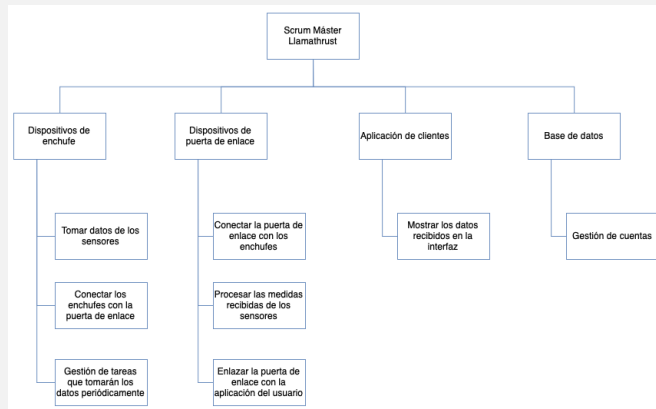 Scrum Máster
Llamathrust
Dispositivos de
enchufe
Dispositivos de
puerta de enlace
Aplicación de clientes
Base de datos
Tomar datos de los
sensores
Conectar la puerta de
enlace con los
enchufes
Mostrar los datos
recibidos en la
interfaz
Gestión de cuentas
Conectar los
enchufes con la
puerta de enlace
Procesar las medidas
recibidas de los
sensores
Gestión de tareas
que tomarán los
datos periódicamente
Enlazar la puerta de
enlace con la
aplicación del usuario